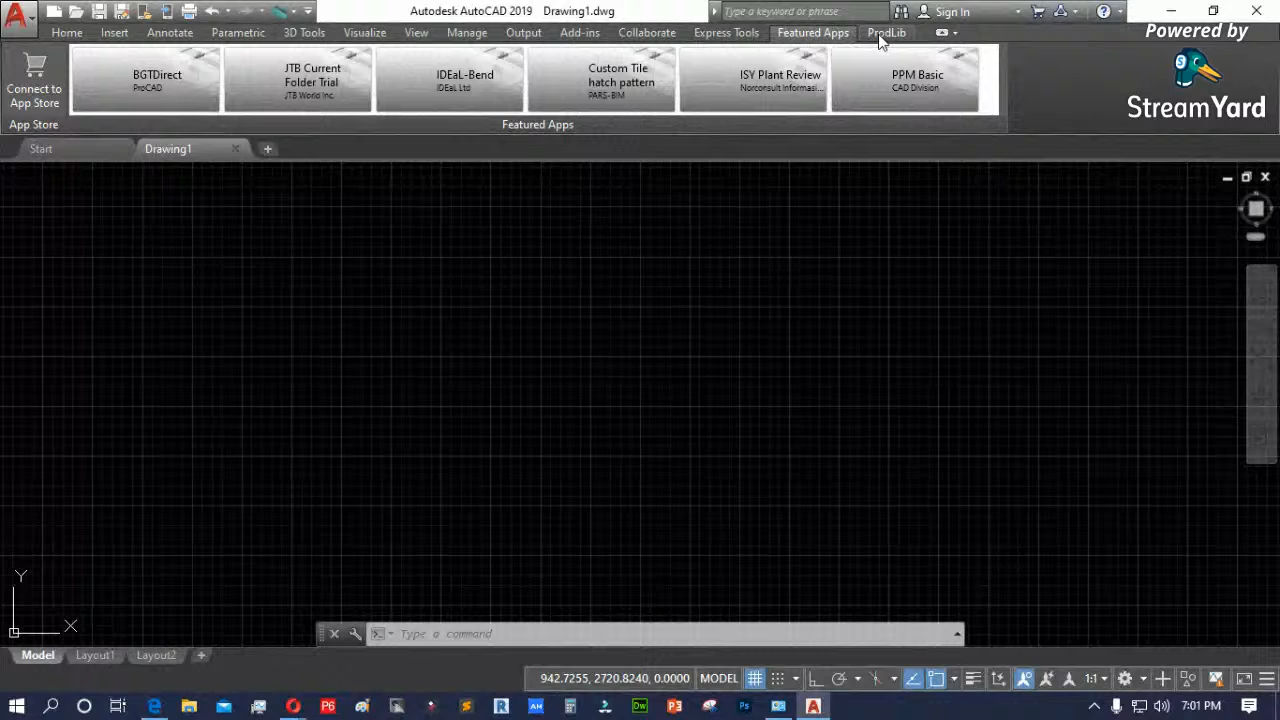 Autodesk AutoCAD 2019 Drawing1.dwg
Type a keyword or phrase
Sign In
Home Insert Annotate Parametric 3D Tools Visualize View Manage Output Add-ins Collaborate Express Tools Featured Apps ProdLib
Powered by
StreamYard
Connect to
App Store
BGTDirect
ProCAD
JTB Current
Folder Trial
JTB World Inc.
IDEaL-Bend
IDEaL Ltd
Custom Tile
hatch pattern
PARS-BIM
ISY Plant Review
Norconsult Informasj...
PPM Basic
CAD Division
App Store
Featured Apps
Start Drawing1
Y
X
Type a command
Model Layout1 Layout2
942.7255, 2720.8240, 0.0000 MODEL 1:1
7:01 PM